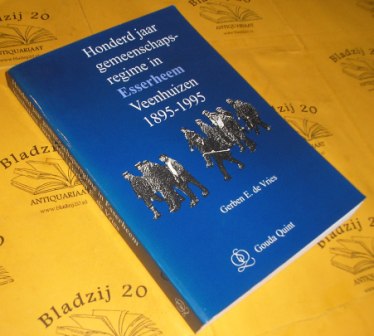 Honderd jaar
gemeenschaps-
regime in
Esserheem
Veenhuizen
1895-1995
Gerben E. de Vries
Gouda Quint
Bladzij 20
ANTIQUARIAAT
www.bladzij20.nl
Bladzij 20
ANTIQUARIAAT
Bladzij 20